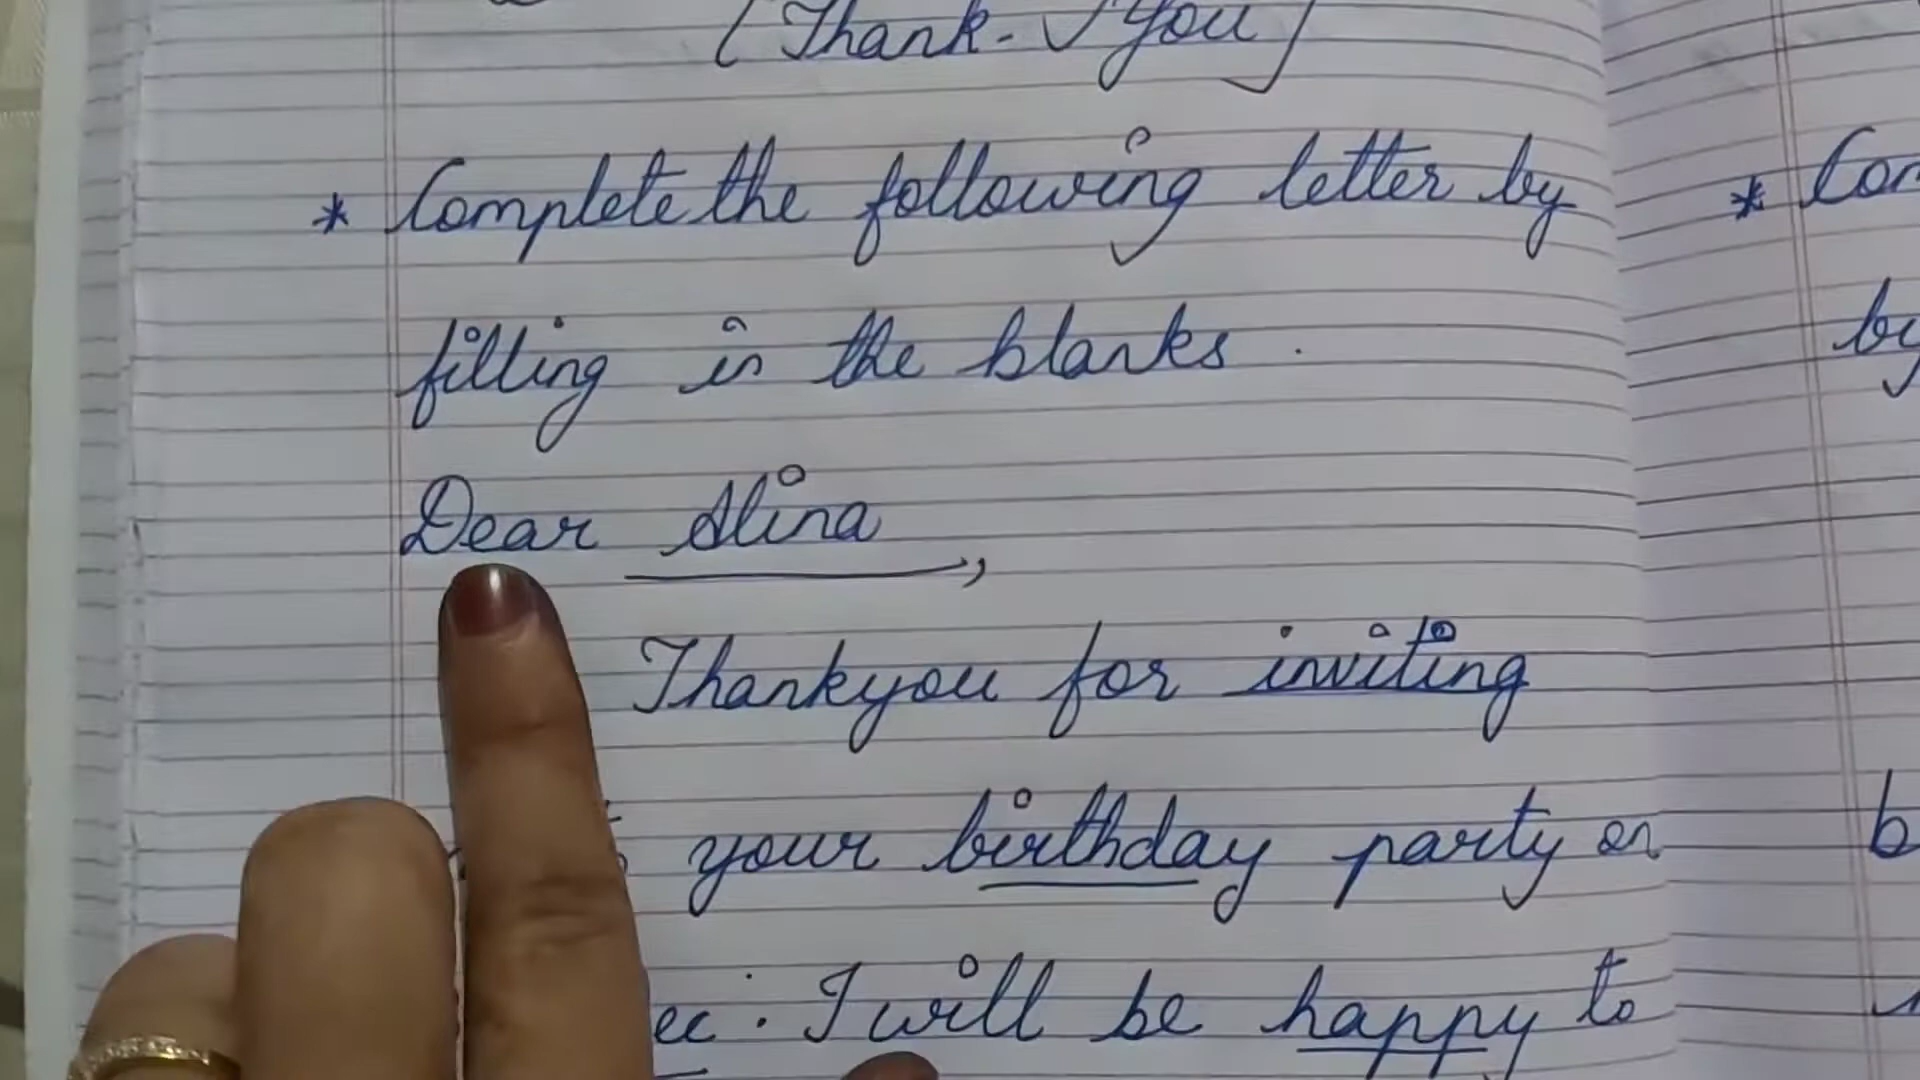 (Thank-You)
* Complete the following letter by
filling in the blanks.
Dear Alina,
Thankyou for inviting
your birthday party on
I will be happy to
* 
by
b